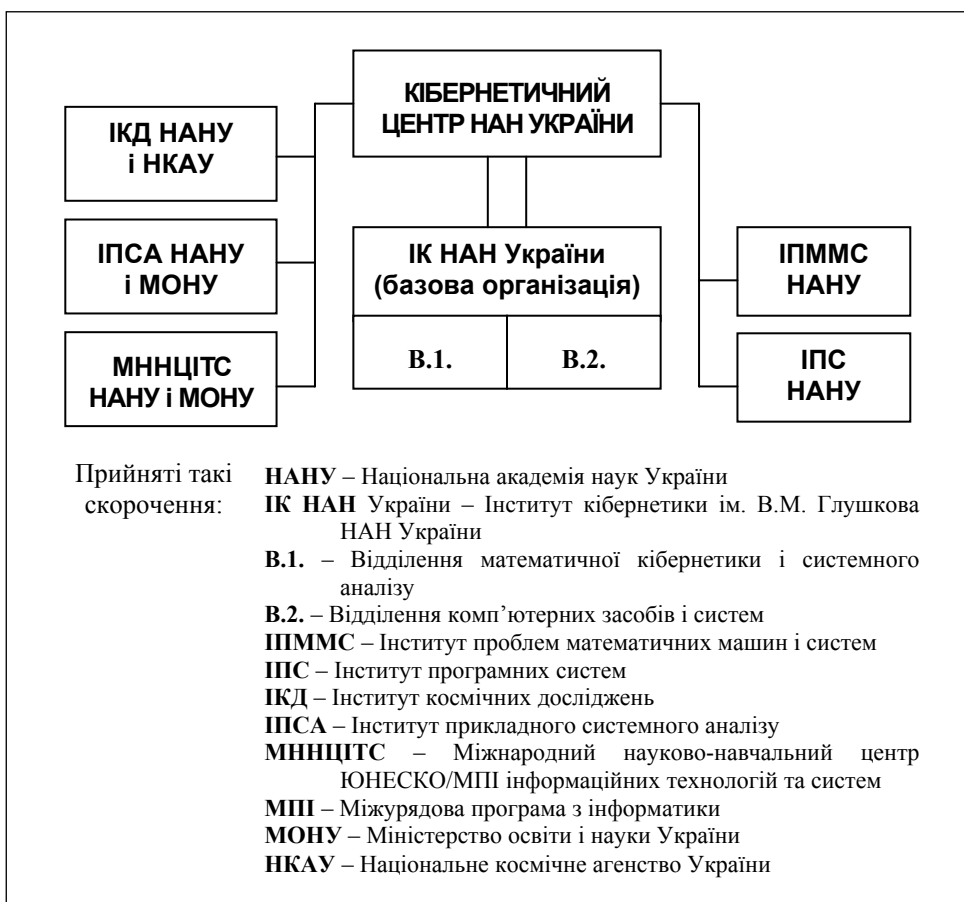 КІБЕРНЕТИЧНИЙ
ЦЕНТР НАН УКРАЇНИ
ІКД НАНУ
і НКАУ
ІПСА НАНУ
і МОНУ
МННЦІТС
НАНУ і МОНУ
ІК НАН України
(базова організація)
В.1.
В.2.
ІПММС
НАНУ
ІПС
НАНУ
Прийняті такі
скорочення:
НАНУ – Національна академія наук України
ІК НАН України – Інститут кібернетики ім. В.М. Глушкова
НАН України
В.1. – Відділення математичної кібернетики і системного
аналізу
В.2. – Відділення комп’ютерних засобів і систем
ІПММС – Інститут проблем математичних машин і систем
ІПС – Інститут програмних систем
ІКД – Інститут космічних досліджень
ІПСА – Інститут прикладного системного аналізу
МННЦІТС – Міжнародний науково-навчальний центр
ЮНЕСКО/МПІ інформаційних технологій та систем
МПІ – Міжурядова програма з інформатики
МОНУ – Міністерство освіти і науки України
НКАУ – Національне космічне агенство України